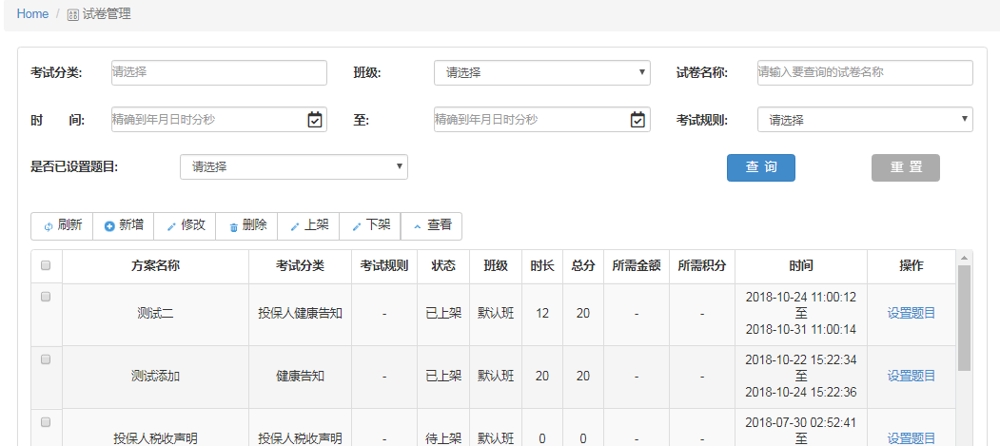 Home / 试卷管理
考试分类: 请选择 班级: 请选择 试卷名称: 请输入要查询的试卷名称
时 间: 精确到年月日时分秒 至: 精确到年月日时分秒 考试规则: 请选择
是否已设置题目: 请选择 查 询 重 置
刷新 新增 修改 删除 上架 下架 查看
方案名称 考试分类 考试规则 状态 班级 时长 总分 所需金额 所需积分 时间 操作
测试二 投保人健康告知 - 已上架 默认班 12 20 - - 2018-10-24 11:00:12 至 2018-10-31 11:00:14 设置题目
测试添加 健康告知 - 已上架 默认班 20 20 - - 2018-10-22 15:22:34 至 2018-10-24 15:22:36 设置题目
投保人税收声明 投保人税收声明 - 待上架 默认班 0 0 - - 2018-07-30 02:52:41 至 设置题目